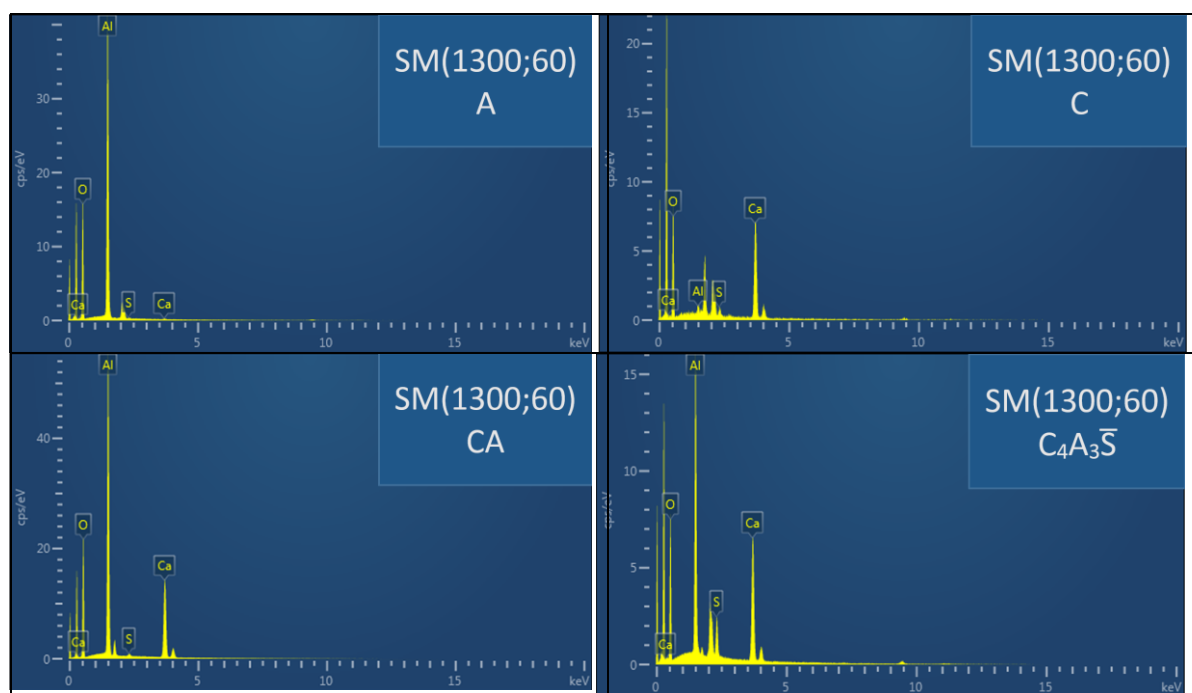 Al
SM(1300;60)
A
30
20
10
0
cps/eV
O
Ca
S
Ca
0
5
10
15
keV
SM(1300;60)
C
20
15
10
5
0
cps/eV
O
Ca
Al
S
Ca
0
5
10
15
keV
Al
SM(1300;60)
CA
40
20
0
cps/eV
O
Ca
S
Ca
0
5
10
15
keV
Al
SM(1300;60)
C₄A₃S̅
15
10
5
0
cps/eV
O
Ca
S
Ca
0
5
10
15
keV